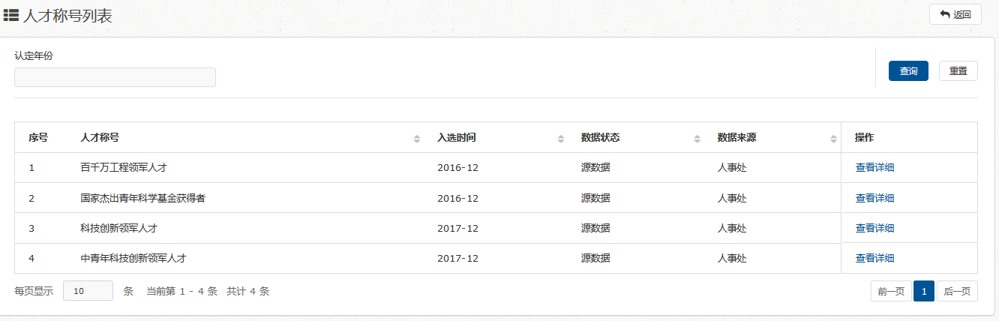 人才称号列表 返回
认定年份
查询 重置
序号 人才称号 入选时间 数据状态 数据来源 操作
1 百千万工程领军人才 2016-12 源数据 人事处 查看详细
2 国家杰出青年科学基金获得者 2016-12 源数据 人事处 查看详细
3 科技创新领军人才 2017-12 源数据 人事处 查看详细
4 中青年科技创新领军人才 2017-12 源数据 人事处 查看详细
每页显示 10 条 当前第 1 - 4 条 共计 4 条 前一页 1 后一页